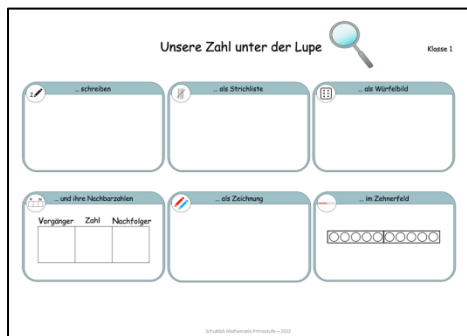 Unsere Zahl unter der Lupe
Klasse 1
... schreiben
... als Strichliste
... als Würfelbild
... und ihre Nachbarzahlen
Vorgänger Zahl Nachfolger
... als Zeichnung
... im Zehnerfeld